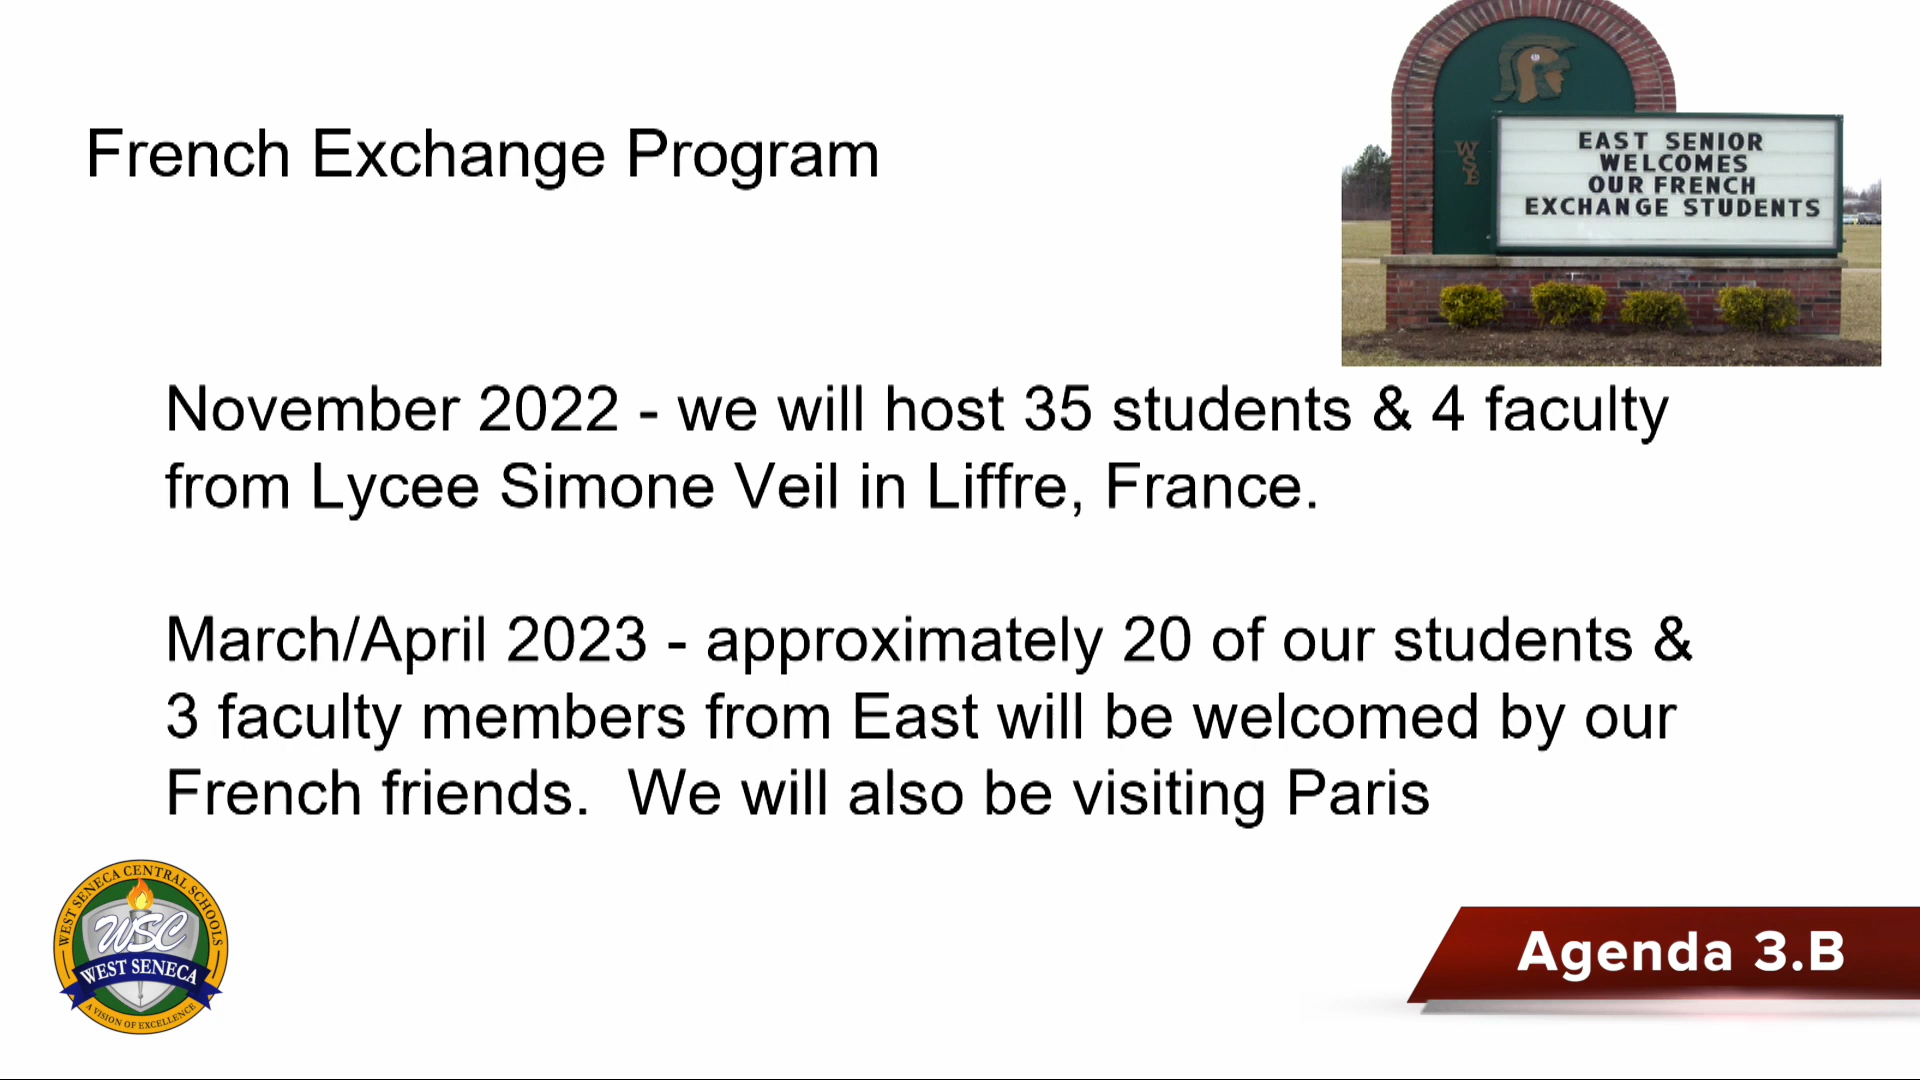 French Exchange Program
WSE
EAST SENIOR
WELCOMES
OUR FRENCH
EXCHANGE STUDENTS
November 2022 - we will host 35 students & 4 faculty
from Lycee Simone Veil in Liffre, France.
March/April 2023 - approximately 20 of our students &
3 faculty members from East will be welcomed by our
French friends.  We will also be visiting Paris
WEST SENECA CENTRAL SCHOOLS
WSC
WEST SENECA
A VISION OF EXCELLENCE
Agenda 3.B